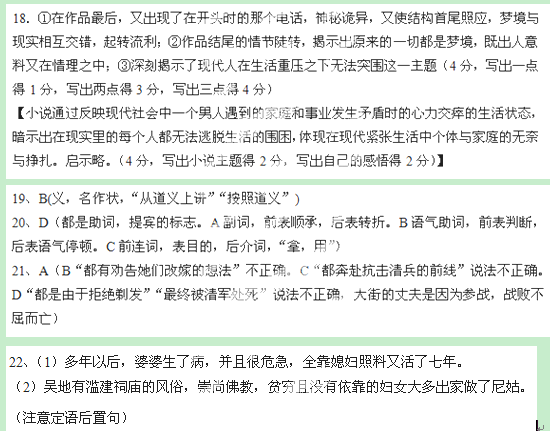 18. ①在作品最后，又出现了在开头时的那个电话，神秘诡异，又使结构首尾照应，梦境与
现实相互交错，起转流利；②作品结尾的情节陡转，揭示出原来的一切都是梦境，既出人意
料又在情理之中；③深刻揭示了现代人在生活重压之下无法突围这一主题（4分，写出一点
得1分，写出两点得3分，写出三点得4分）
【小说通过反映现代社会中一个男人遇到的家庭和事业发生矛盾时的心力交瘁的生活状态，
暗示出在现实里的每个人都无法逃脱生活的围困，体现在现代紧张生活中个体与家庭的无奈
与挣扎。启示略。（4分，写出小说主题得2分，写出自己的感悟得2分）】
19、B(义，名作状，“从道义上讲”“按照道义”)
20、D（都是助词，提宾的标志。A副词，前表顺承，后表转折。B语气助词，前表判断，
后表语气停顿。C前连词，表目的，后介词，“拿，用”）
21、A（B“都有劝告她们改嫁的想法”不正确。C“都奔赴抗击清兵的前线”说法不正确。
D“都是由于拒绝剃发”“最终被清军处死”说法不正确，大街的丈夫是因为参战，战败不
屈而亡）
22、（1）多年以后，婆婆生了病，并且很危急，全靠媳妇照料又活了七年。
（2）吴地有滥建祠庙的风俗，崇尚佛教，贫穷且没有依靠的妇女大多出家做了尼姑。
（注意定语后置句）